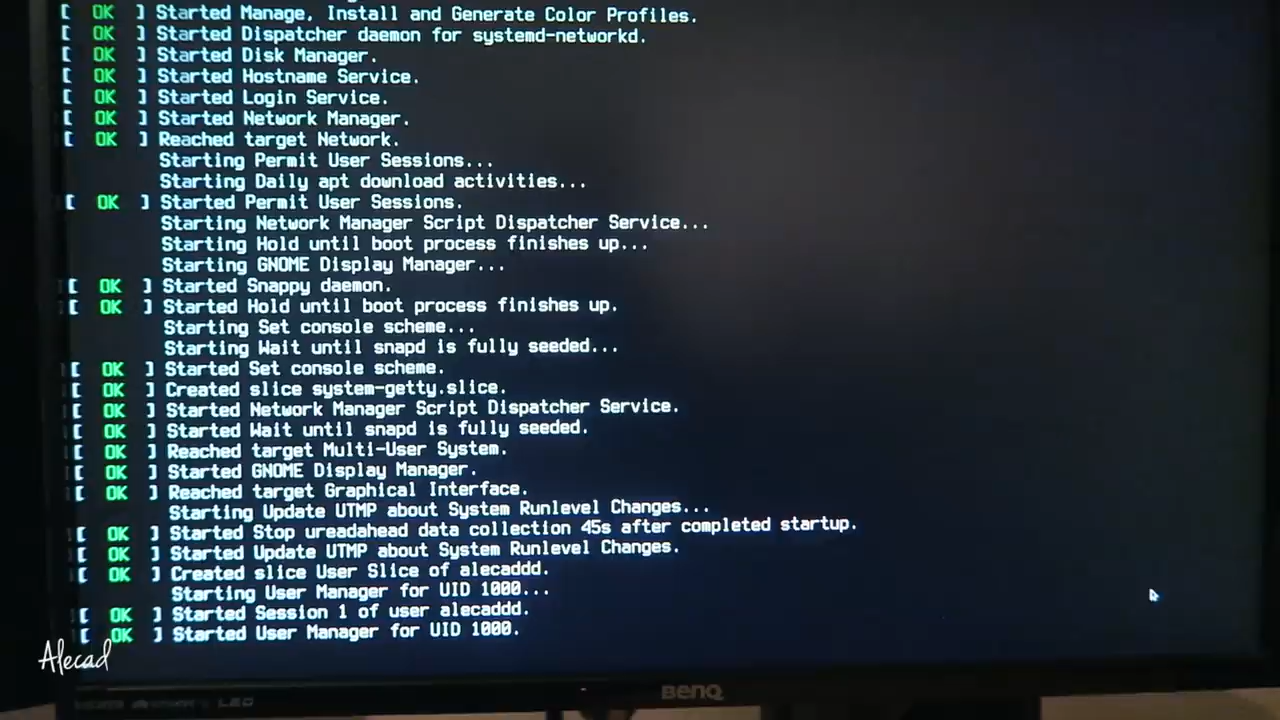 [ OK ] Started Manage, Install and Generate Color Profiles.
[ OK ] Started Dispatcher daemon for systemd-networkd.
[ OK ] Started Disk Manager.
[ OK ] Started Hostname Service.
[ OK ] Started Login Service.
[ OK ] Started Network Manager.
[ OK ] Reached target Network.
Starting Permit User Sessions...
Starting Daily apt download activities...
[ OK ] Started Permit User Sessions.
Starting Network Manager Script Dispatcher Service...
Starting Hold until boot process finishes up...
Starting GNOME Display Manager...
[ OK ] Started Snappy daemon.
[ OK ] Started Hold until boot process finishes up.
Starting Set console scheme...
Starting Wait until snapd is fully seeded...
[ OK ] Started Set console scheme.
[ OK ] Created slice system-getty.slice.
[ OK ] Started Network Manager Script Dispatcher Service.
[ OK ] Started Wait until snapd is fully seeded.
[ OK ] Reached target Multi-User System.
[ OK ] Started GNOME Display Manager.
[ OK ] Reached target Graphical Interface.
Starting Update UTMP about System Runlevel Changes...
[ OK ] Started Stop ureadahead data collection 45s after completed startup.
[ OK ] Started Update UTMP about System Runlevel Changes.
[ OK ] Created slice User Slice of alecaddd.
Starting User Manager for UID 1000...
[ OK ] Started Session 1 of user alecaddd.
[ OK ] Started User Manager for UID 1000.
Alecad
LED
BenQ